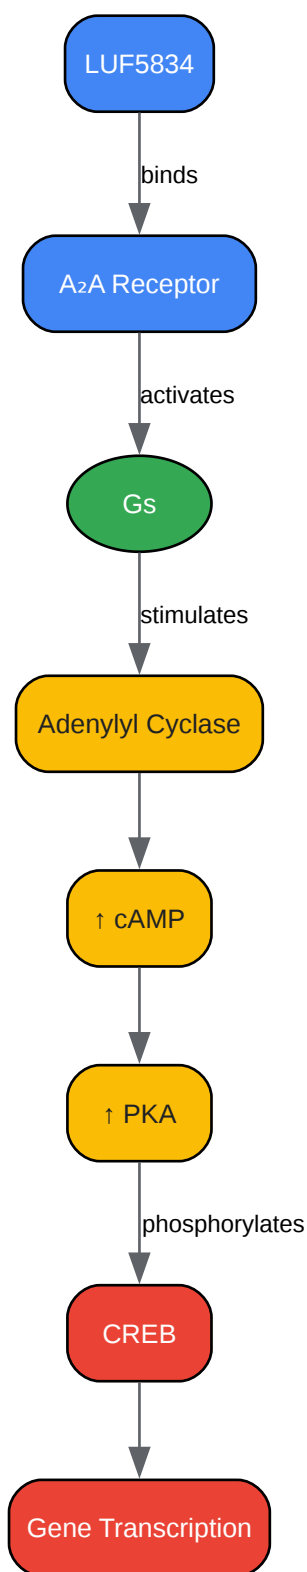 LUF5834
binds
A₂A Receptor
activates
Gs
stimulates
Adenylyl Cyclase
↑ cAMP
↑ PKA
phosphorylates
CREB
Gene Transcription